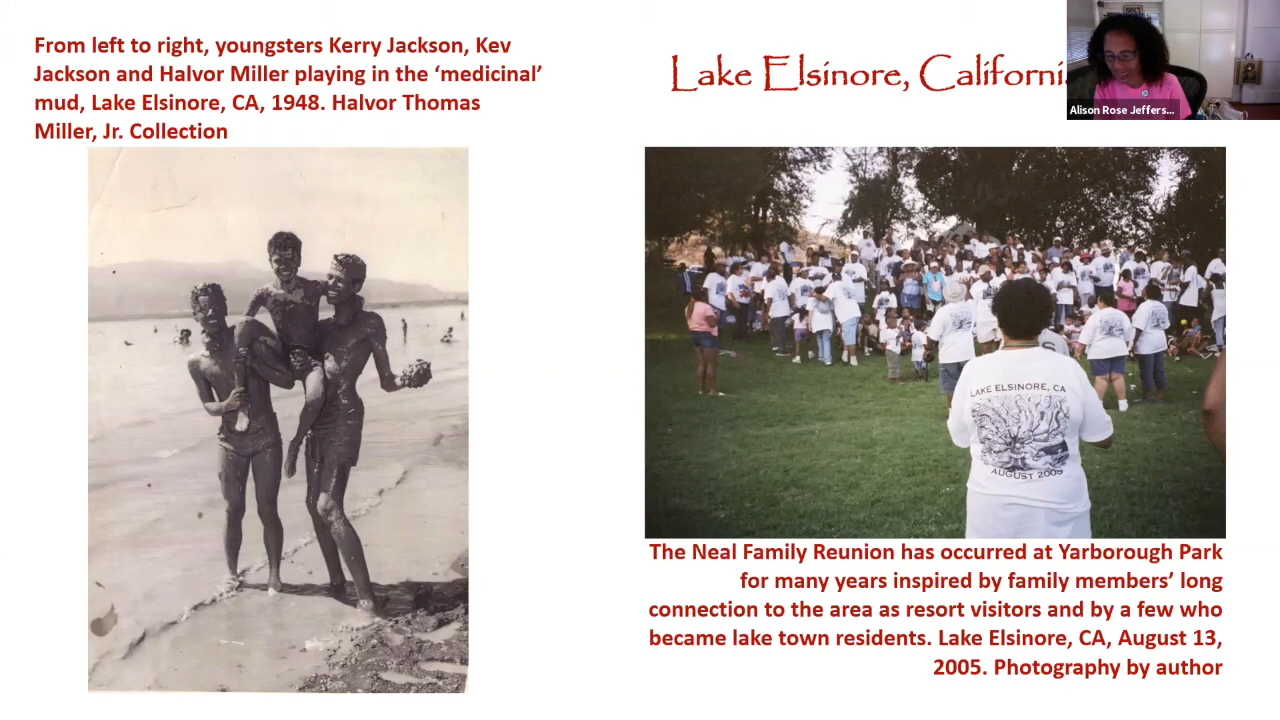 From left to right, youngsters Kerry Jackson, Kev
Jackson and Halvor Miller playing in the ‘medicinal’
mud, Lake Elsinore, CA, 1948. Halvor Thomas
Miller, Jr. Collection
Lake Elsinore, Californi
Alison Rose Jeffers...
LAKE ELSINORE, CA
AUGUST 2005
The Neal Family Reunion has occurred at Yarborough Park
for many years inspired by family members’ long
connection to the area as resort visitors and by a few who
became lake town residents. Lake Elsinore, CA, August 13,
2005. Photography by author